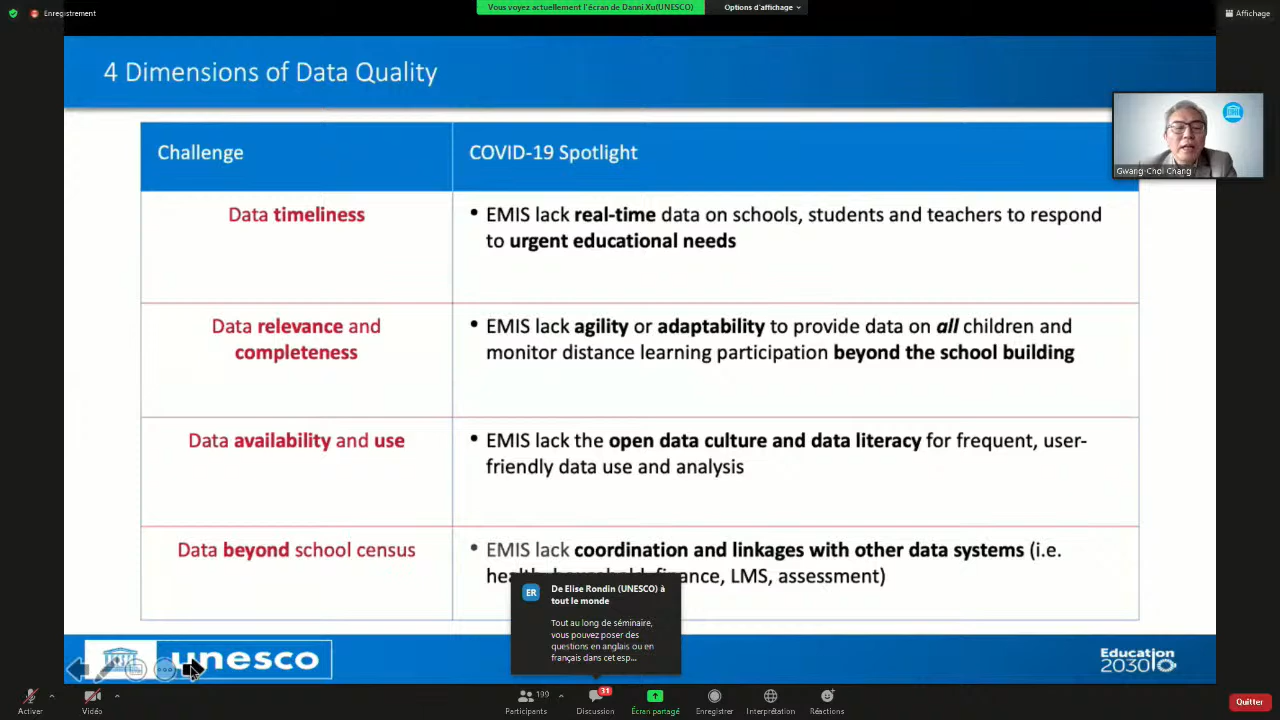 Enregistrement
Vous voyez actuellement l'écran de Danni Xu(UNESCO)
Options d'affichage
Affichage
4 Dimensions of Data Quality
Gwang-Chol Chang
Challenge
COVID-19 Spotlight
Data timeliness
• EMIS lack real-time data on schools, students and teachers to respond
to urgent educational needs
Data relevance and
completeness
• EMIS lack agility or adaptability to provide data on all children and
monitor distance learning participation beyond the school building
Data availability and use
• EMIS lack the open data culture and data literacy for frequent, user-
friendly data use and analysis
Data beyond school census
• EMIS lack coordination and linkages with other data systems (i.e.
LMS, assessment)
ER
De Elise Rondin (UNESCO) à
tout le monde
Tout au long de séminaire,
vous pouvez poser des
questions en anglais ou en
français dans cet esp...
unesco
Education
2030
Activer
Vidéo
199
Participants
31
Discussion
Écran partagé
Enregistrer
Interprétation
Réactions
Quitter